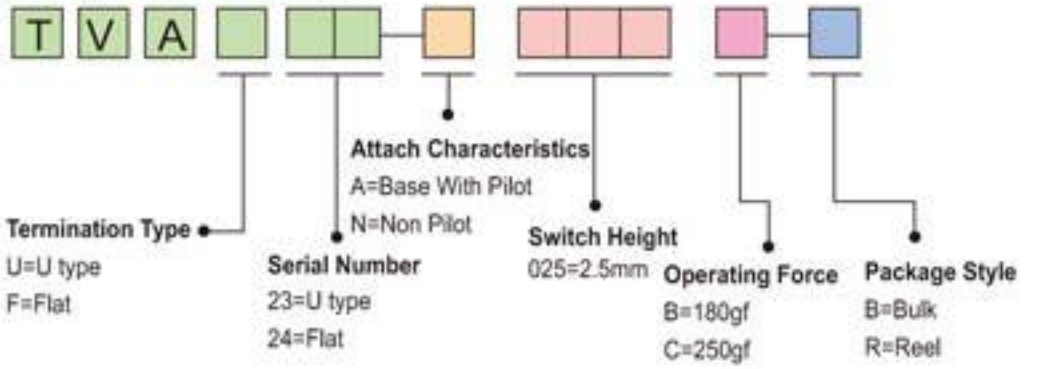 T V A
Attach Characteristics
A=Base With Pilot
N=Non Pilot
Termination Type
U=U type
F=Flat
Serial Number
23=U type
24=Flat
Switch Height
025=2.5mm
Operating Force
B=180gf
C=250gf
Package Style
B=Bulk
R=Reel